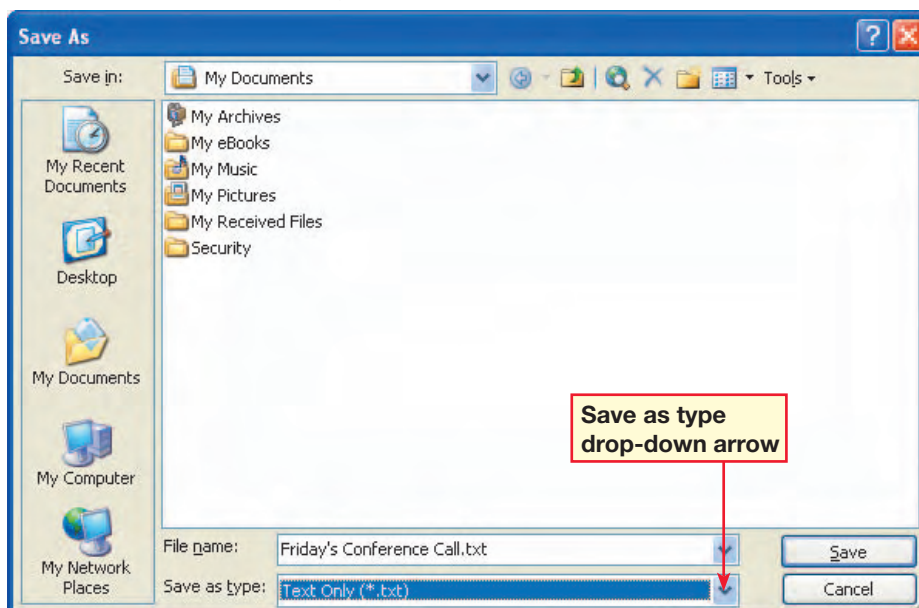 Save As
Save in:
My Documents
Tools
My Recent
Documents
Desktop
My Documents
My Computer
My Network
Places
My Archives
My eBooks
My Music
My Pictures
My Received Files
Security
Save as type
drop-down arrow
File name:
Friday's Conference Call.txt
Save
Save as type:
Text Only (*.txt)
Cancel